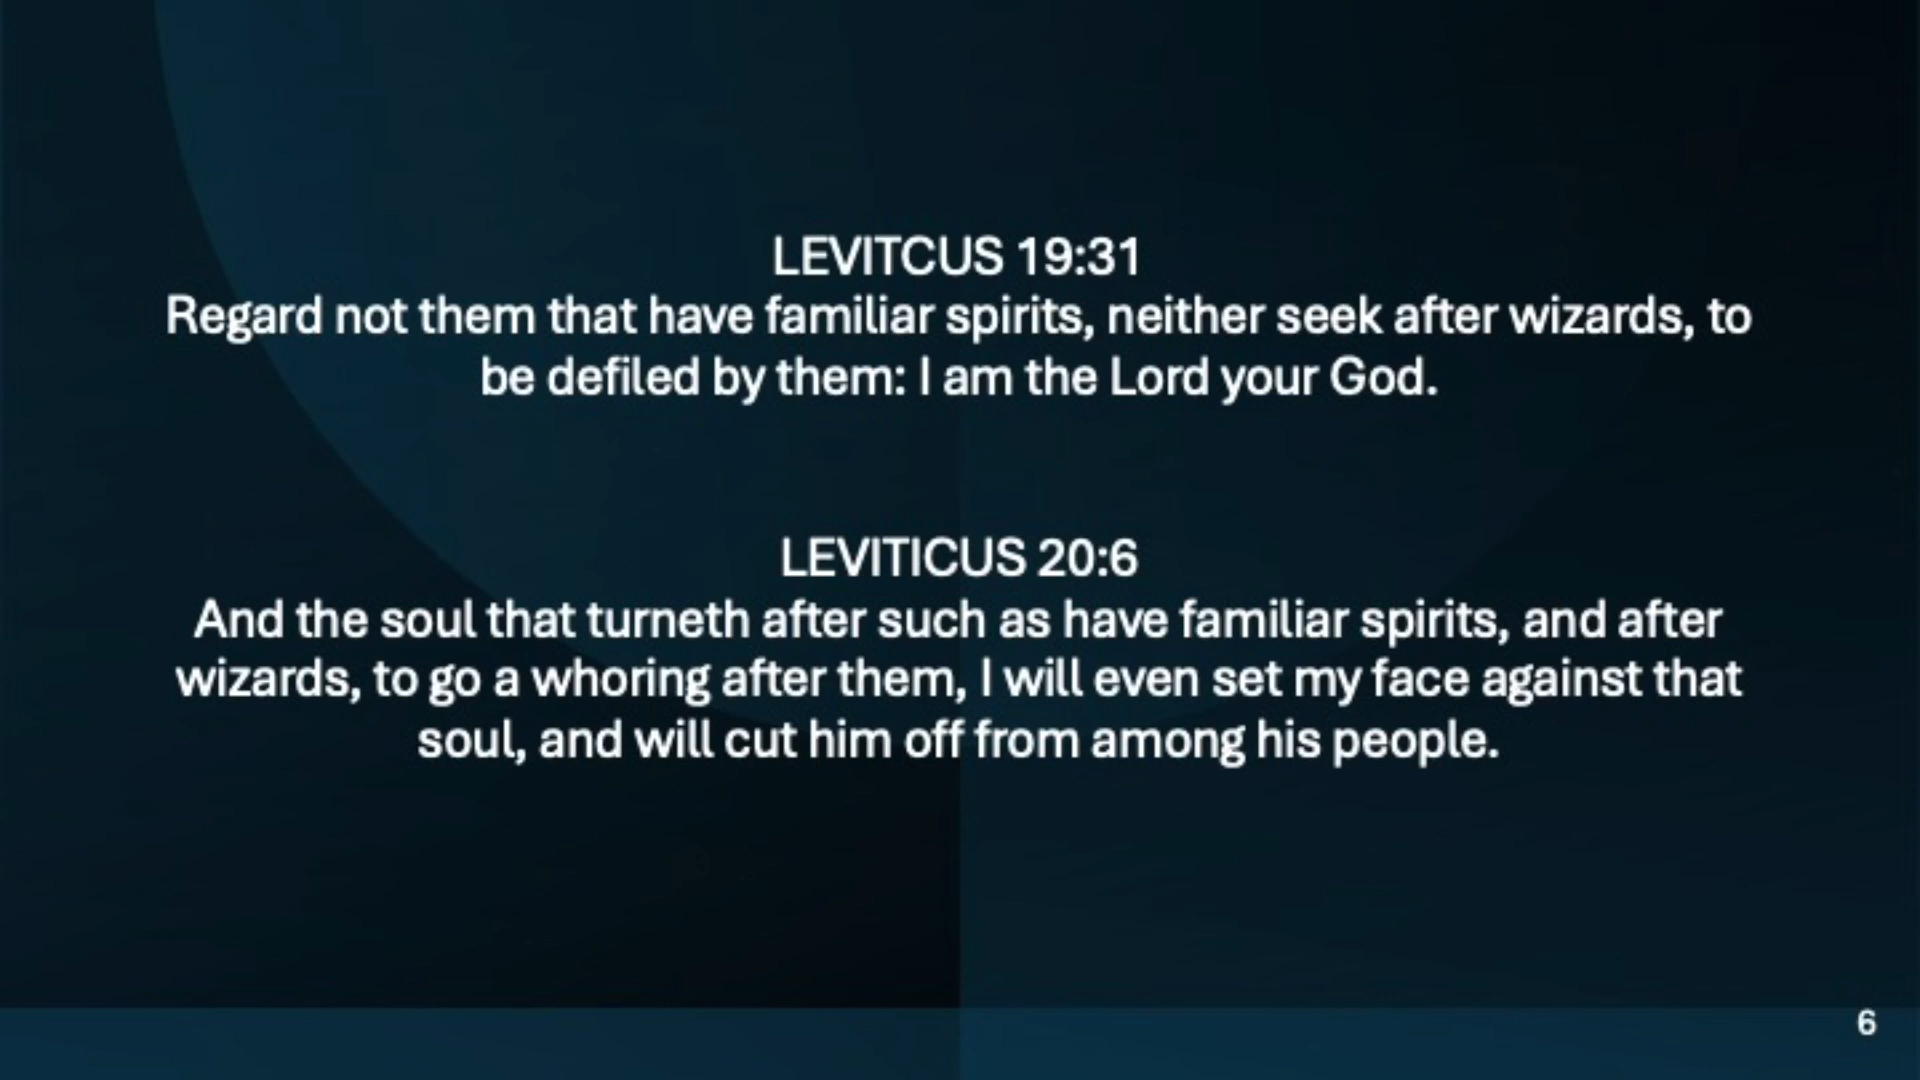 LEVITCUS 19:31
Regard not them that have familiar spirits, neither seek after wizards, to
be defiled by them: I am the Lord your God.
LEVITICUS 20:6
And the soul that turneth after such as have familiar spirits, and after
wizards, to go a whoring after them, I will even set my face against that
soul, and will cut him off from among his people.
6